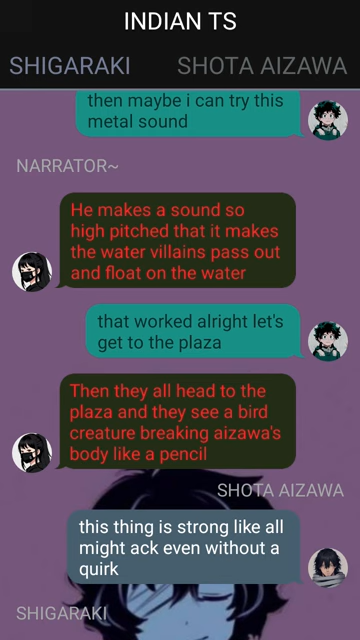 INDIAN TS
SHIGARAKI
SHOTA AIZAWA
then maybe i can try this
metal sound
NARRATOR~
He makes a sound so
high pitched that it makes
the water villains pass out
and float on the water
that worked alright let's
get to the plaza
Then they all head to the
plaza and they see a bird
creature breaking aizawa's
body like a pencil
SHOTA AIZAWA
this thing is strong like all
might ack even without a
quirk
SHIGARAKI